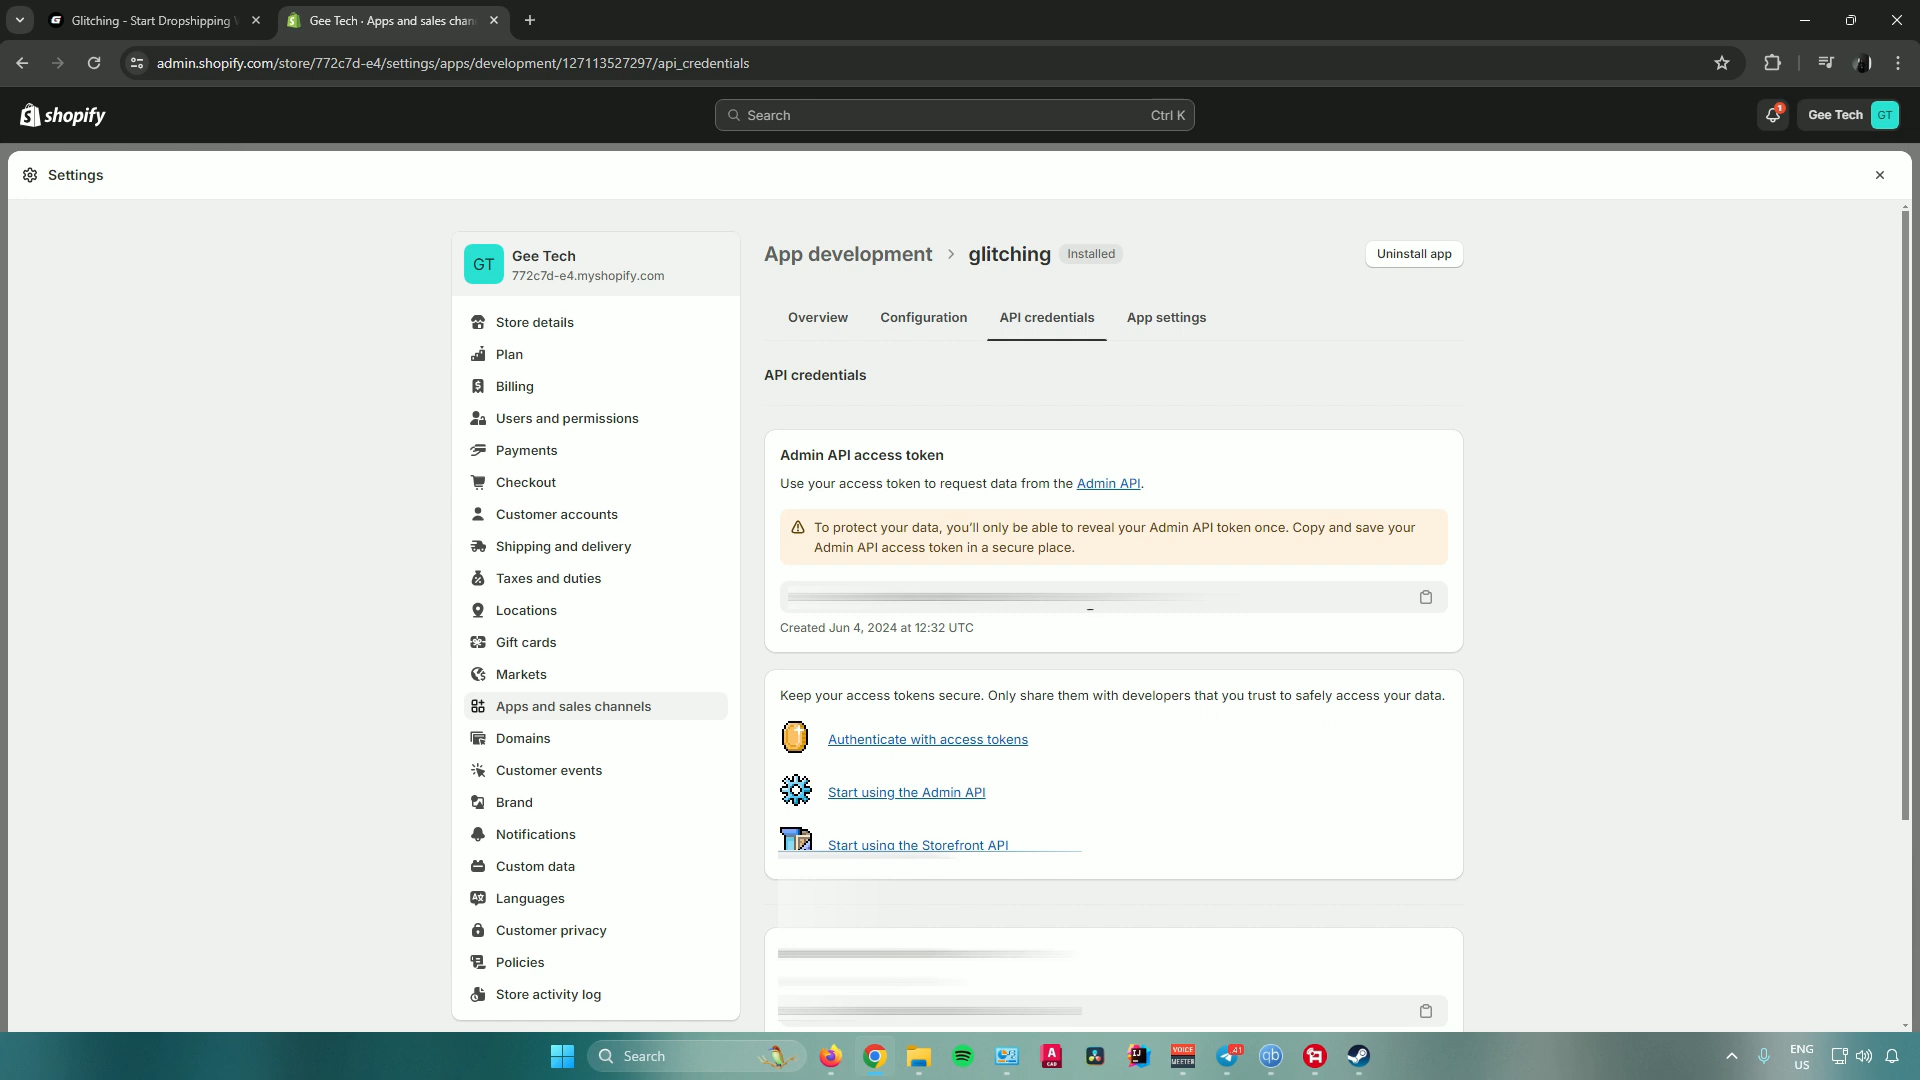 Glitching - Start Dropshipping
Gee Tech · Apps and sales chan
admin.shopify.com/store/772c7d-e4/settings/apps/development/127113527297/api_credentials
shopify
Search
Ctrl K
1
Gee Tech
GT
Settings
GT
Gee Tech
772c7d-e4.myshopify.com
Store details
Plan
Billing
Users and permissions
Payments
Checkout
Customer accounts
Shipping and delivery
Taxes and duties
Locations
Gift cards
Markets
Apps and sales channels
Domains
Customer events
Brand
Notifications
Custom data
Languages
Customer privacy
Policies
Store activity log
App development > glitching Installed
Uninstall app
Overview
Configuration
API credentials
App settings
API credentials
Admin API access token
Use your access token to request data from the Admin API.
To protect your data, you'll only be able to reveal your Admin API token once. Copy and save your
Admin API access token in a secure place.
Created Jun 4, 2024 at 12:32 UTC
Keep your access tokens secure. Only share them with developers that you trust to safely access your data.
Authenticate with access tokens
Start using the Admin API
Start using the Storefront API
Search
A
CAD
IJ
VOICE
MEETER
41
qb
ENG
US